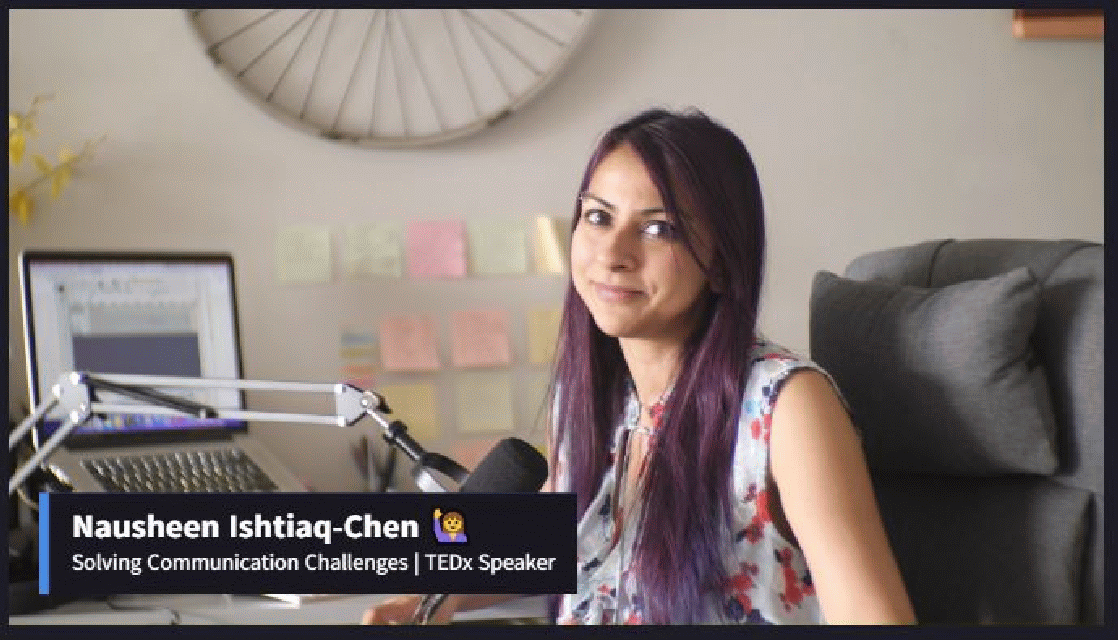 Nausheen Ishtiaq-Chen 🙋‍♀️
Solving Communication Challenges | TEDx Speaker